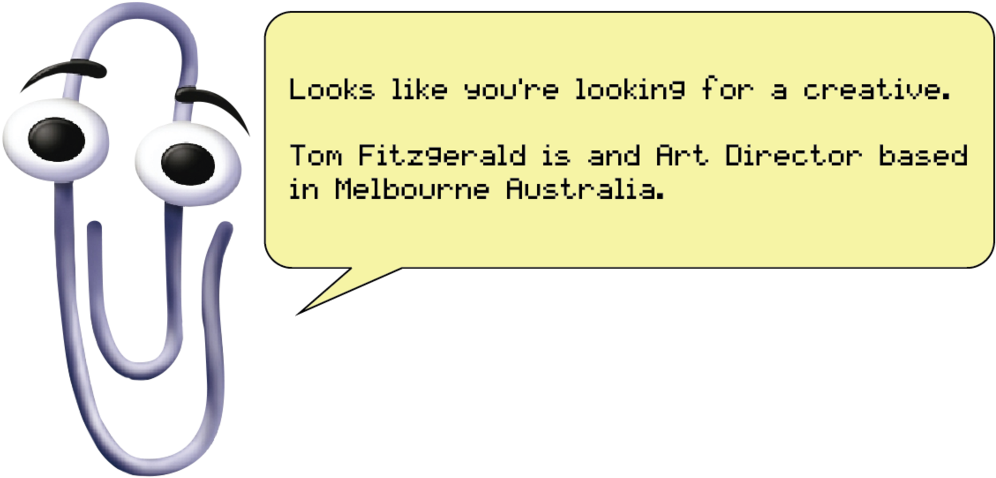 Looks like you're looking for a creative.
Tom Fitzgerald is and Art Director based
in Melbourne Australia.